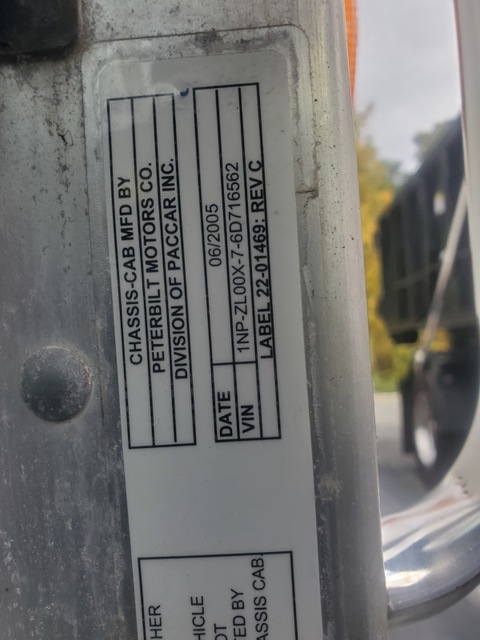 CHASSIS-CAB MFD BY
PETERBILT MOTORS CO.
DIVISION OF PACCAR INC.
DATE 06/2005
VIN 1NP-ZL00X-7-6D716562
LABEL 22-01469: REV C
HER
HICLE
OT
TED BY
ASSIS CAB